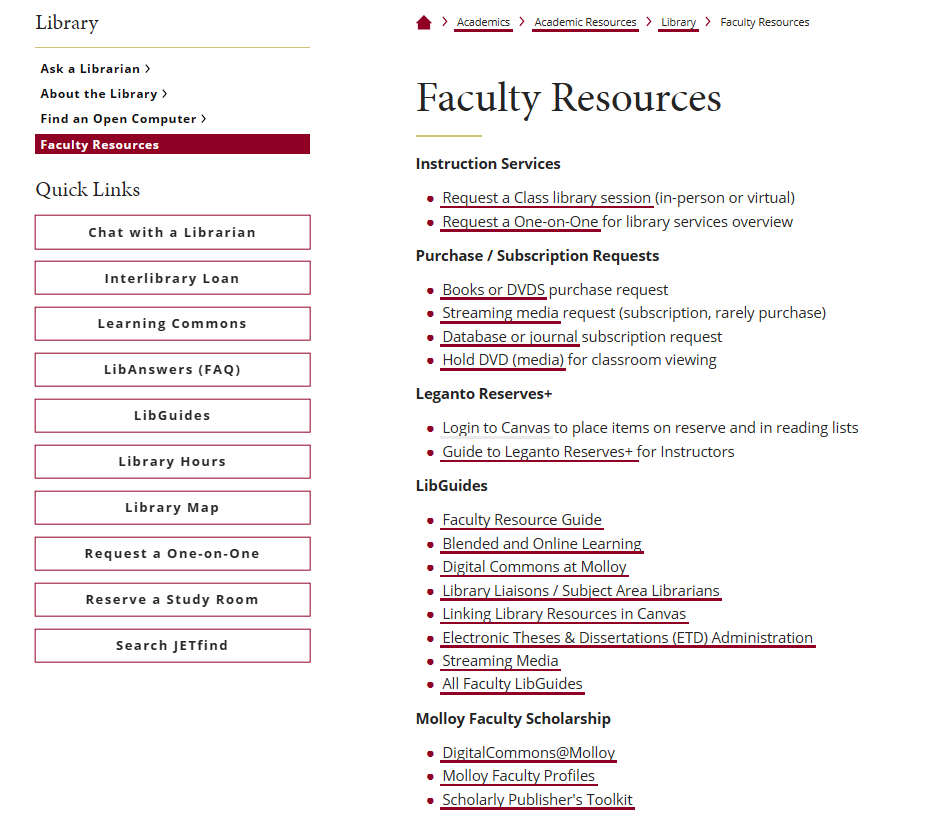 Library
Ask a Librarian >
About the Library >
Find an Open Computer >
Faculty Resources
Quick Links
Chat with a Librarian
Interlibrary Loan
Learning Commons
LibAnswers (FAQ)
LibGuides
Library Hours
Library Map
Request a One-on-One
Reserve a Study Room
Search JETfind
> Academics > Academic Resources > Library > Faculty Resources
Faculty Resources
Instruction Services
Request a Class library session (in-person or virtual)
Request a One-on-One for library services overview
Purchase / Subscription Requests
Books or DVDS purchase request
Streaming media request (subscription, rarely purchase)
Database or journal subscription request
Hold DVD (media) for classroom viewing
Leganto Reserves+
Login to Canvas to place items on reserve and in reading lists
Guide to Leganto Reserves+ for Instructors
LibGuides
Faculty Resource Guide
Blended and Online Learning
Digital Commons at Molloy
Library Liaisons / Subject Area Librarians
Linking Library Resources in Canvas
Electronic Theses & Dissertations (ETD) Administration
Streaming Media
All Faculty LibGuides
Molloy Faculty Scholarship
DigitalCommons@Molloy
Molloy Faculty Profiles
Scholarly Publisher's Toolkit